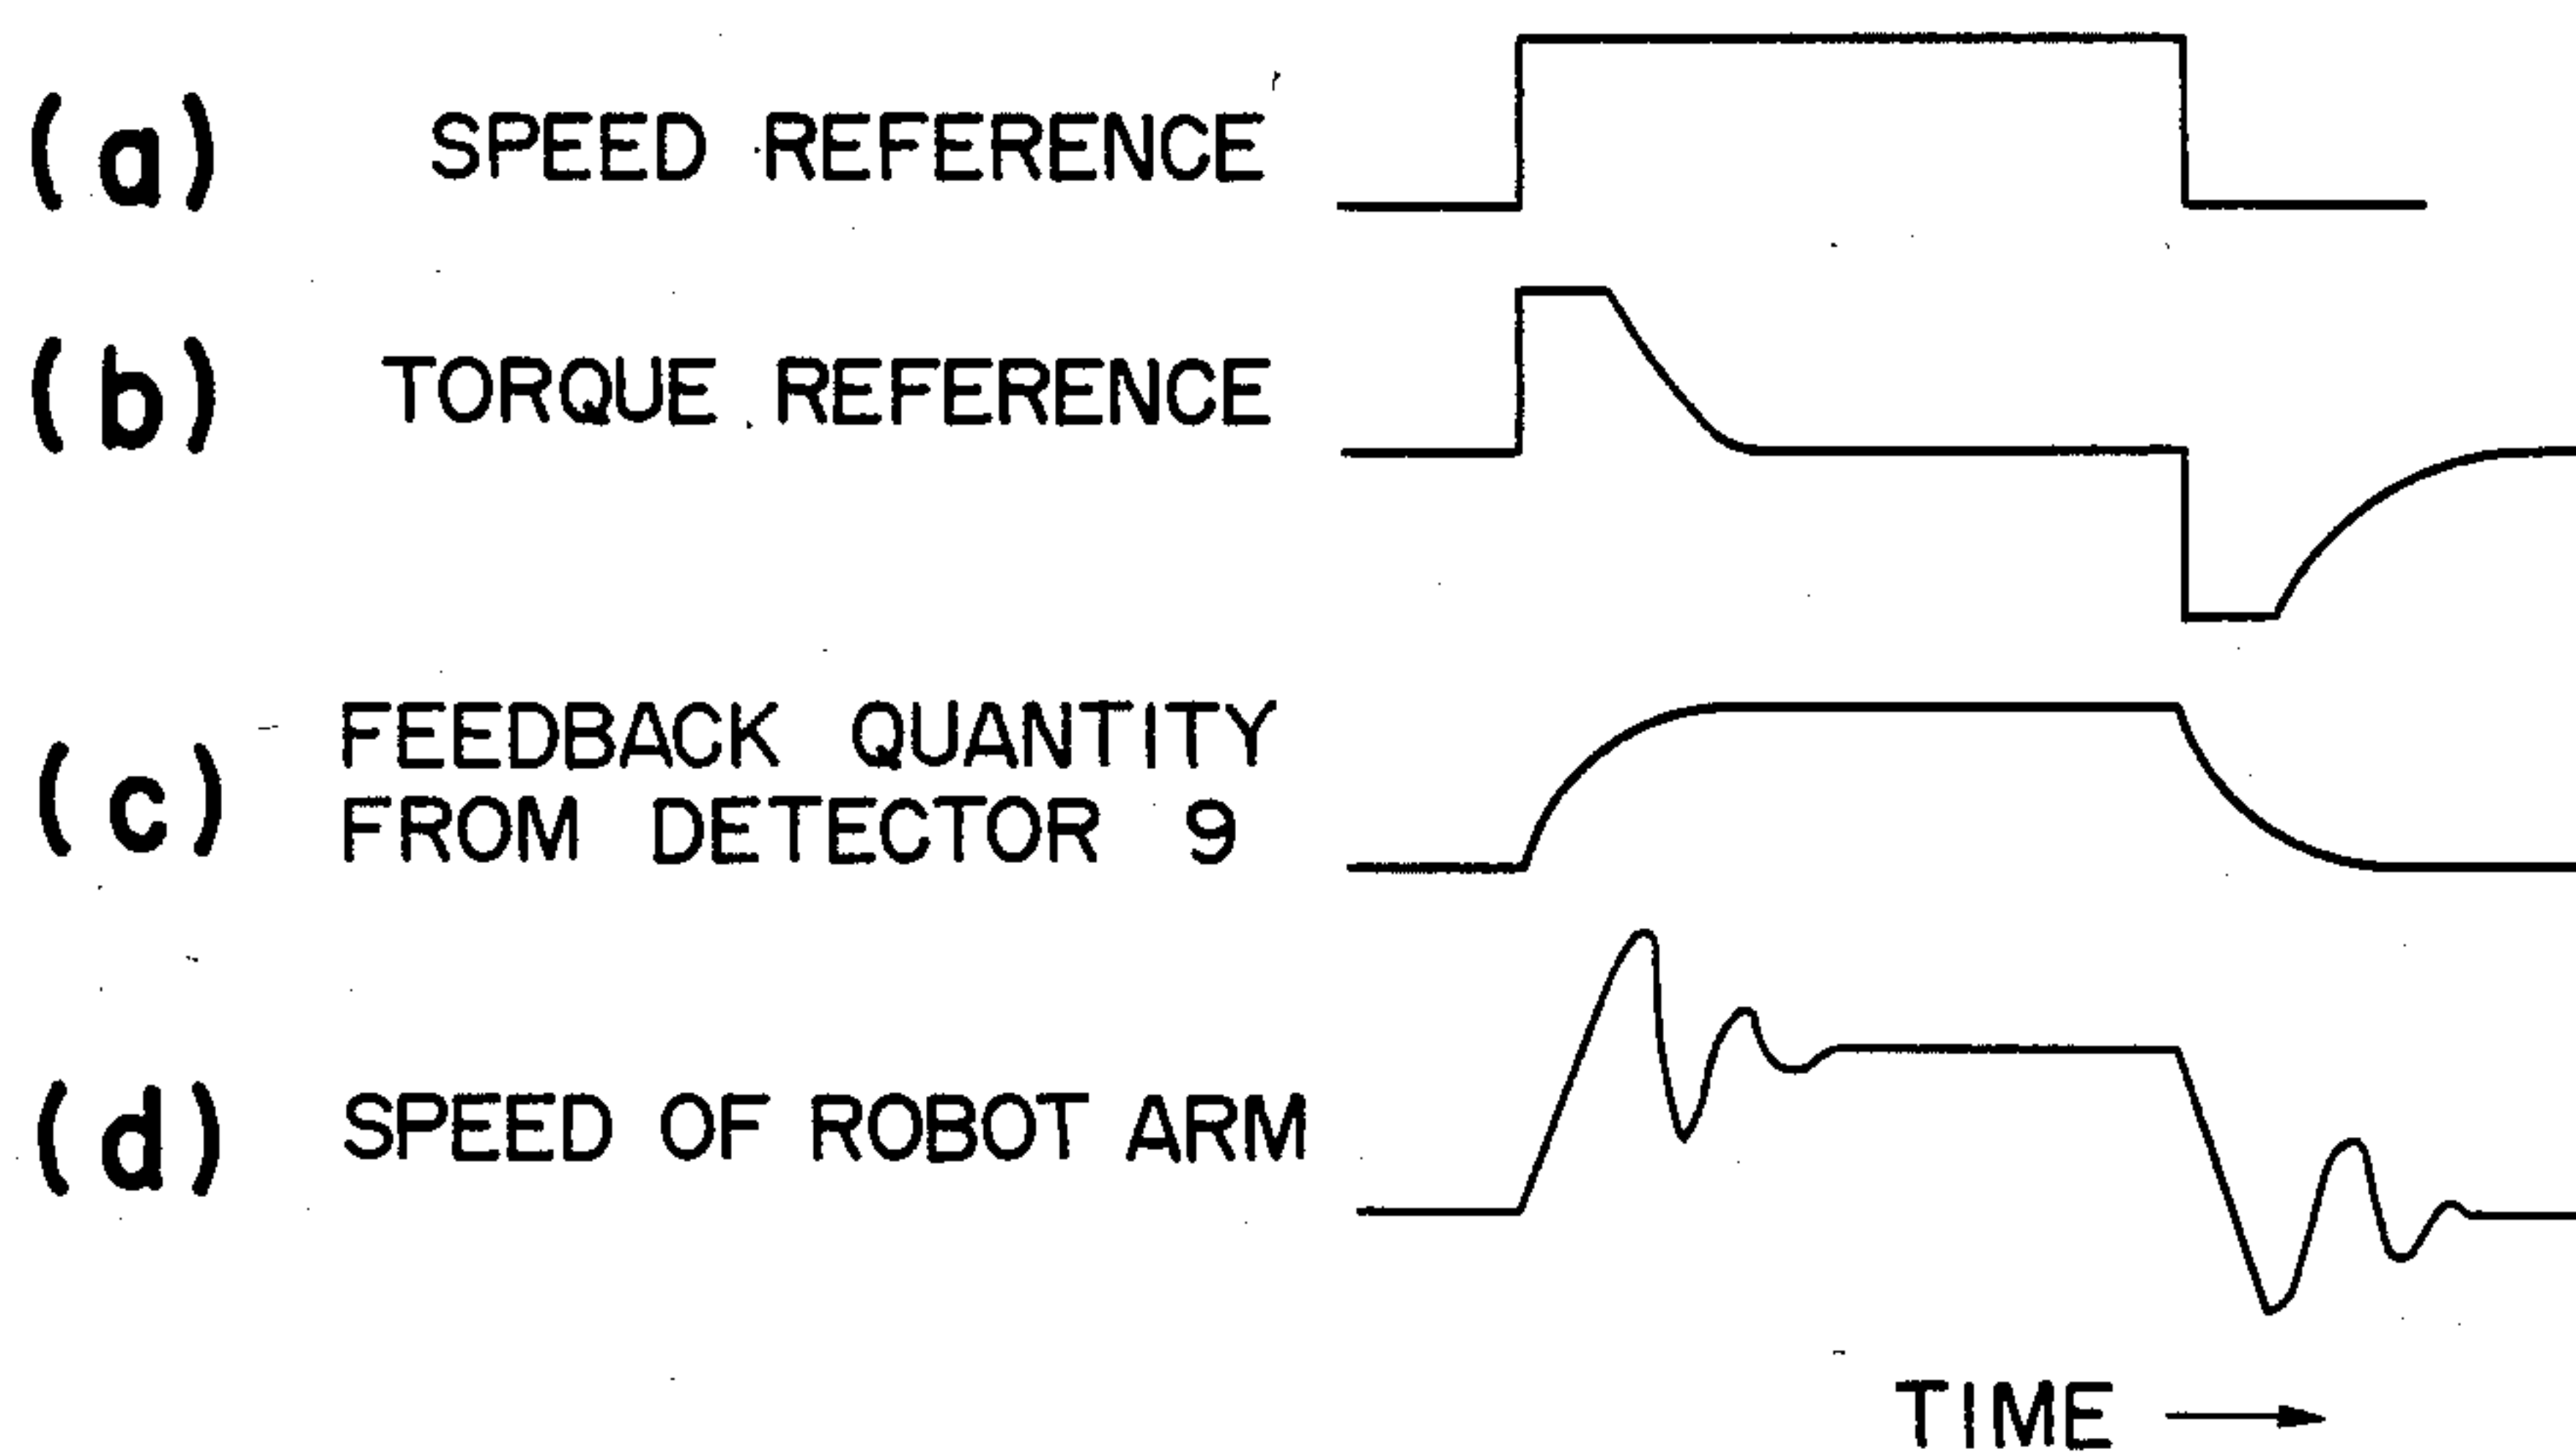 (a) SPEED REFERENCE
(b) TORQUE REFERENCE
(c) FEEDBACK QUANTITY
FROM DETECTOR 9
(d) SPEED OF ROBOT ARM
TIME